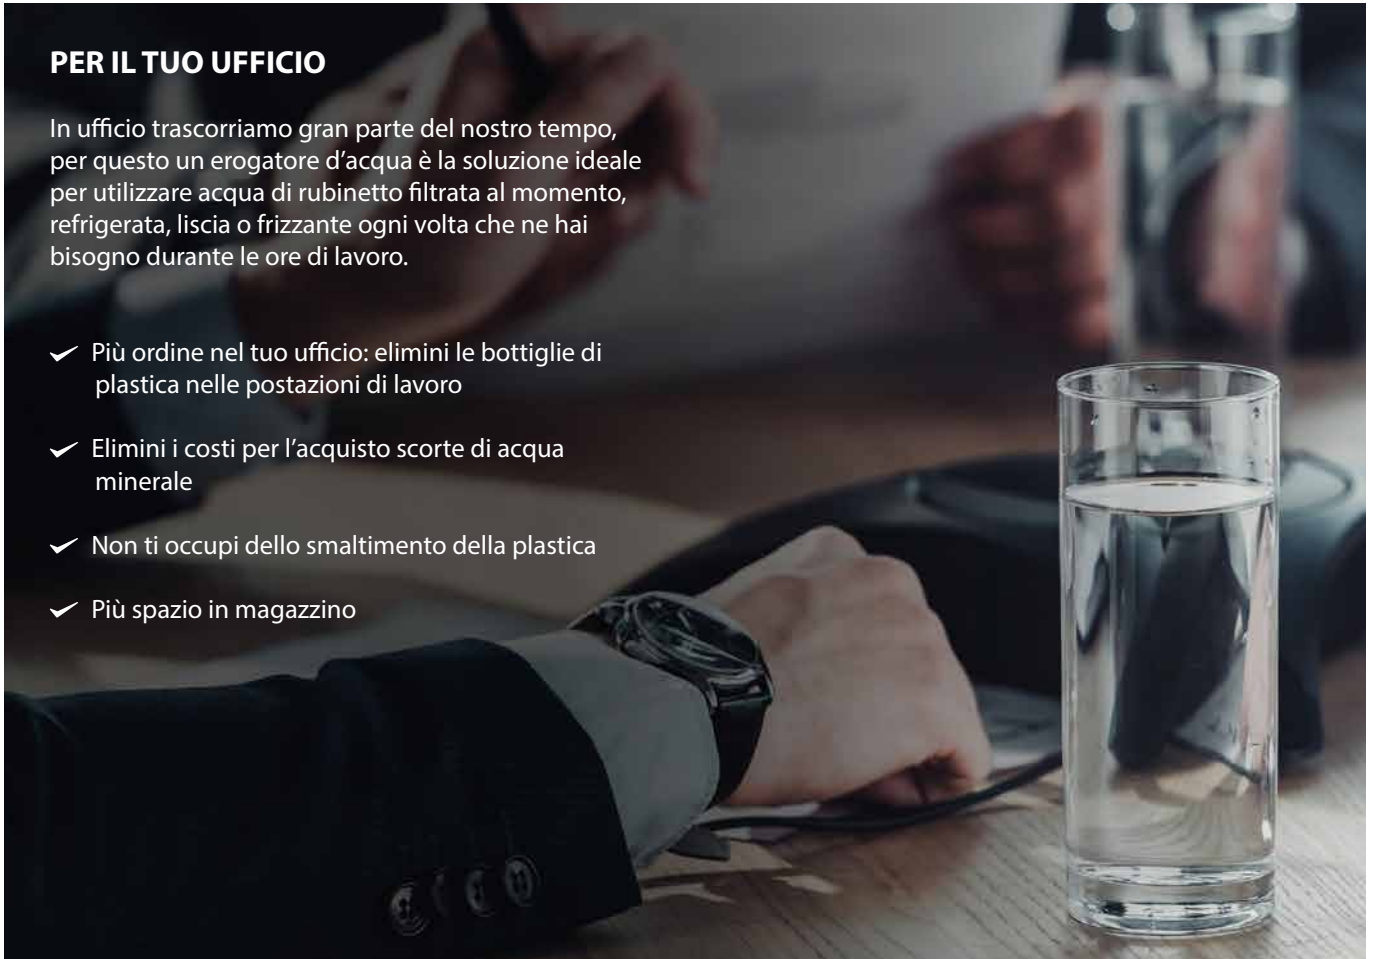 PER IL TUO UFFICIO
In ufficio trascorriamo gran parte del nostro tempo,
per questo un erogatore d’acqua è la soluzione ideale
per utilizzare acqua di rubinetto filtrata al momento,
refrigerata, liscia o frizzante ogni volta che ne hai
bisogno durante le ore di lavoro.
Più ordine nel tuo ufficio: elimini le bottiglie di
plastica nelle postazioni di lavoro
Elimini i costi per l’acquisto scorte di acqua
minerale
Non ti occupi dello smaltimento della plastica
Più spazio in magazzino